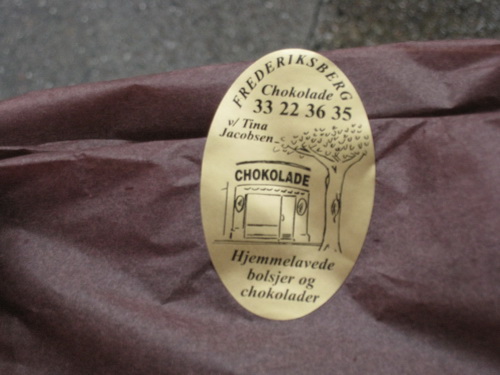 FREDERIKSBERG
Chokolade
33 22 36 35
v/ Tina
Jacobsen
CHOKOLADE
Hjemmelavede
bolsjer og
chokolader